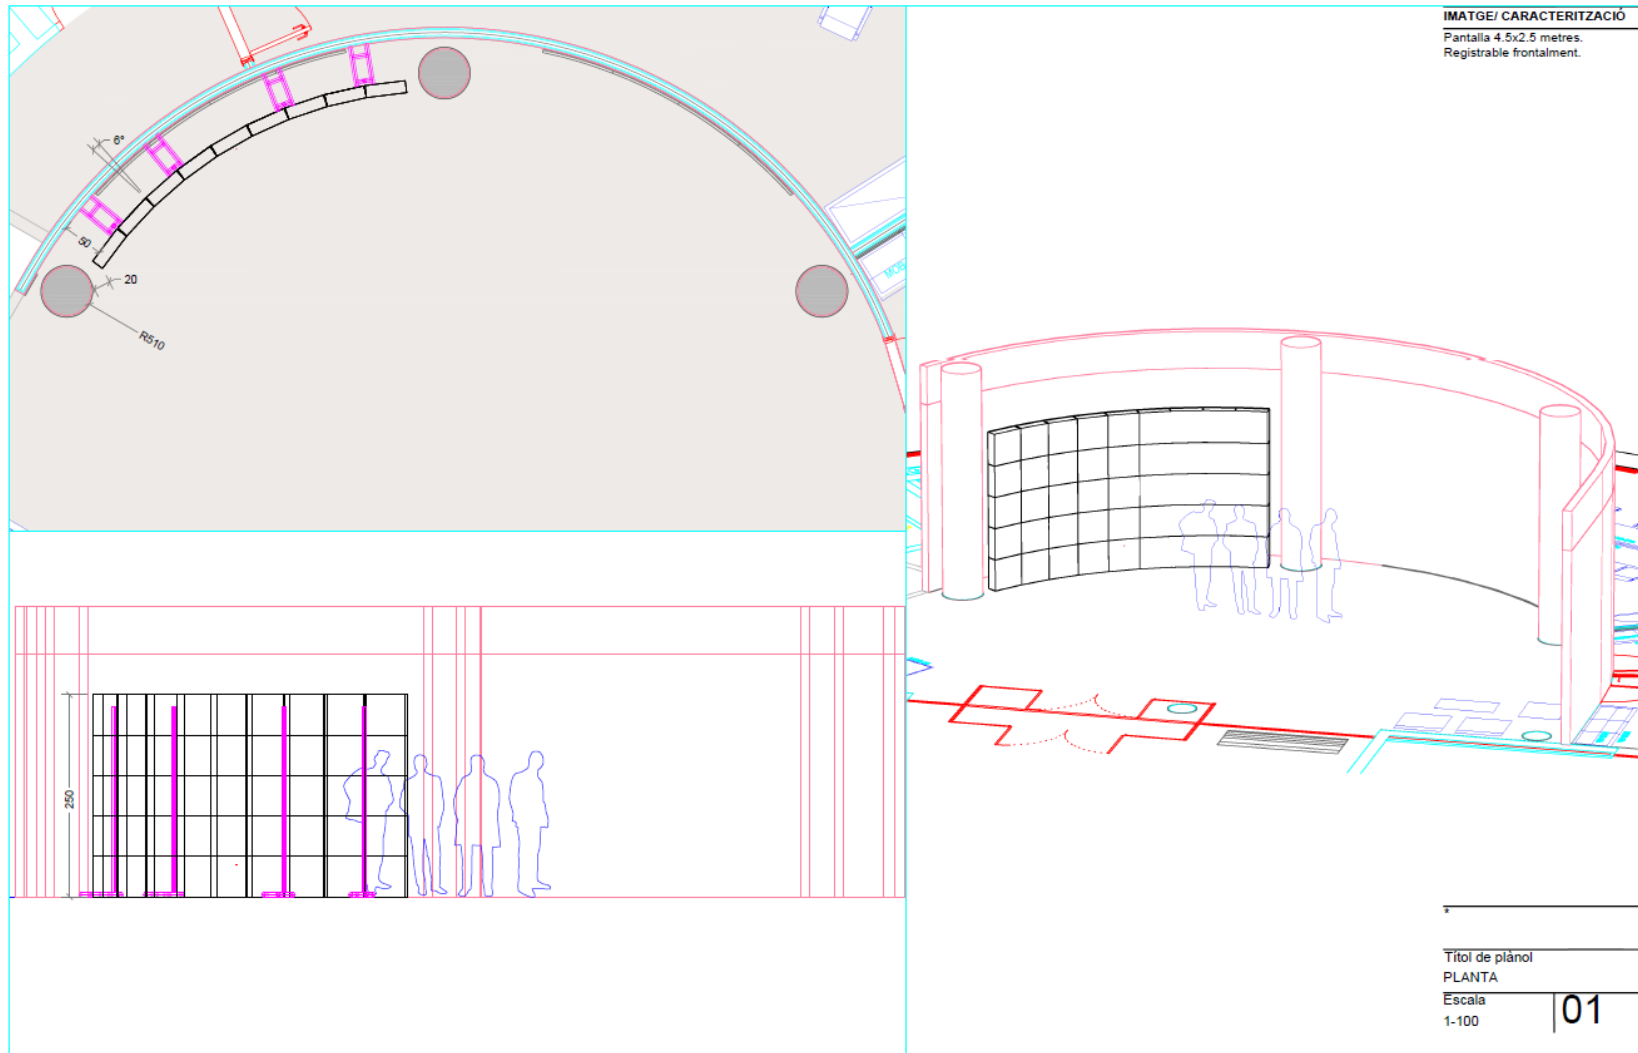 IMATGE/ CARACTERITZACIÓ
Pantalla 4.5x2.5 metres.
Registrable frontalment.
6°
50
20
R510
250
*
Títol de plànol
PLANTA
Escala
1-100
01